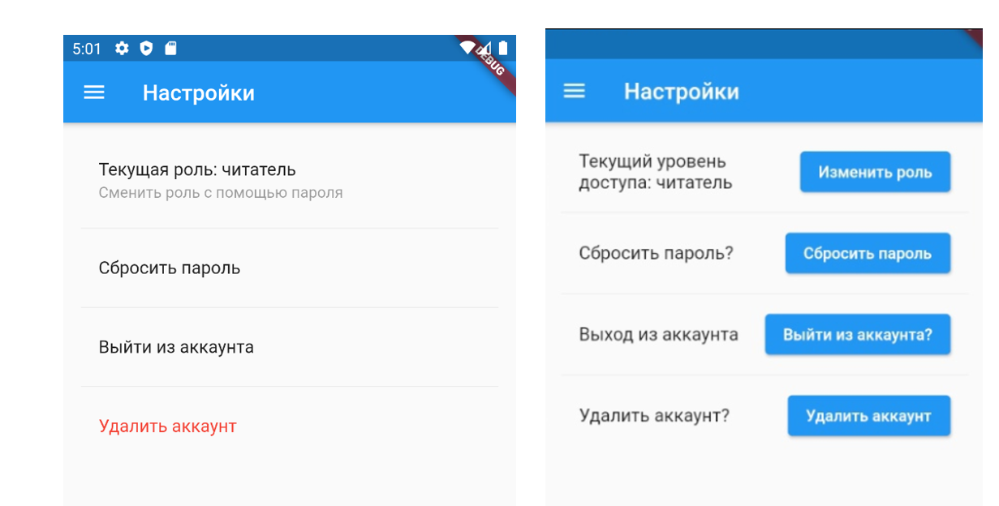 5:01
DEBUG
Настройки
Текущая роль: читатель
Сменить роль с помощью пароля
Сбросить пароль
Выйти из аккаунта
Удалить аккаунт
Настройки
Текущий уровень
доступа: читатель
Изменить роль
Сбросить пароль?
Сбросить пароль
Выход из аккаунта
Выйти из аккаунта?
Удалить аккаунт?
Удалить аккаунт